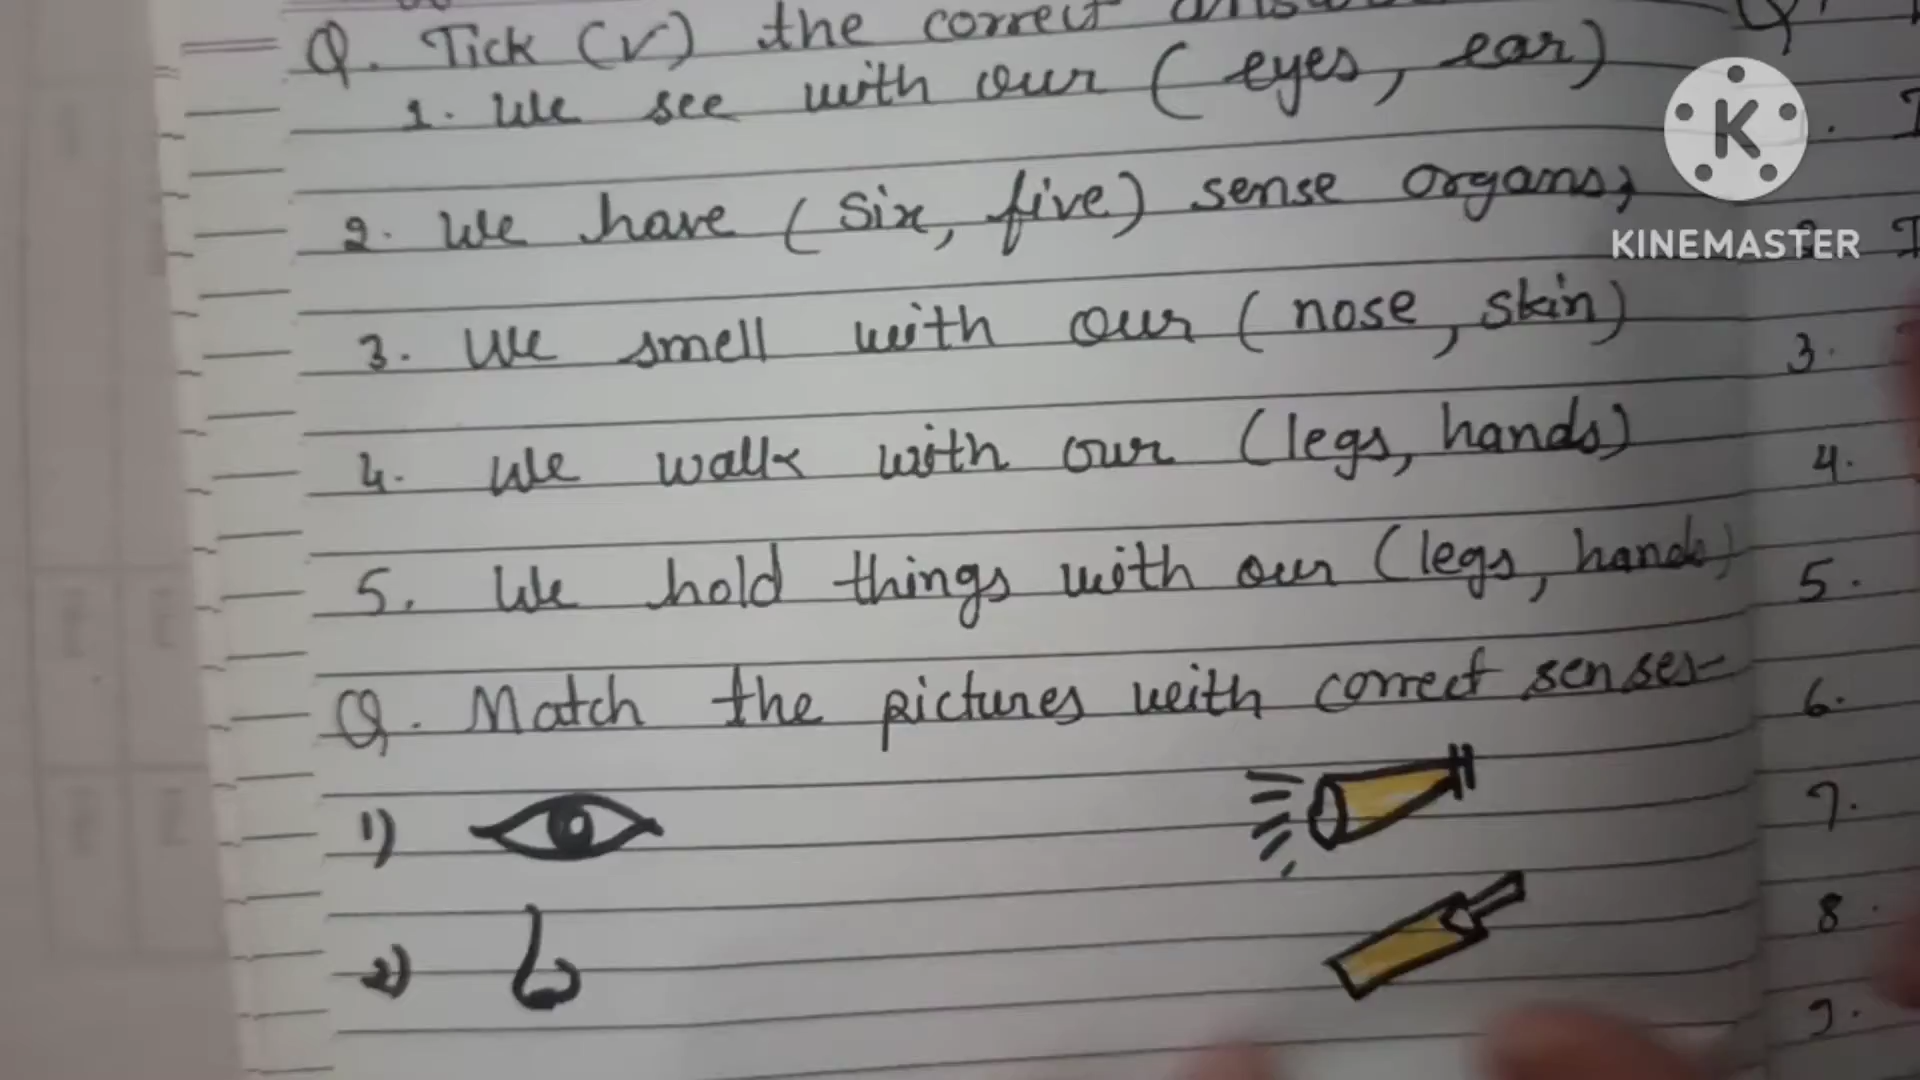 Q. Tick (✓) the correct
1. We see with our (eyes, ear)
2. We have (Six, five) sense organs,
3. We smell with our (nose, skin)
4. We walk with our (legs, hands)
5. We hold things with our (legs, hands)
Q. Match the pictures with correct senses-
1)
2)
3.
4.
5.
6.
7.
8.
9.
K
KINEMASTER